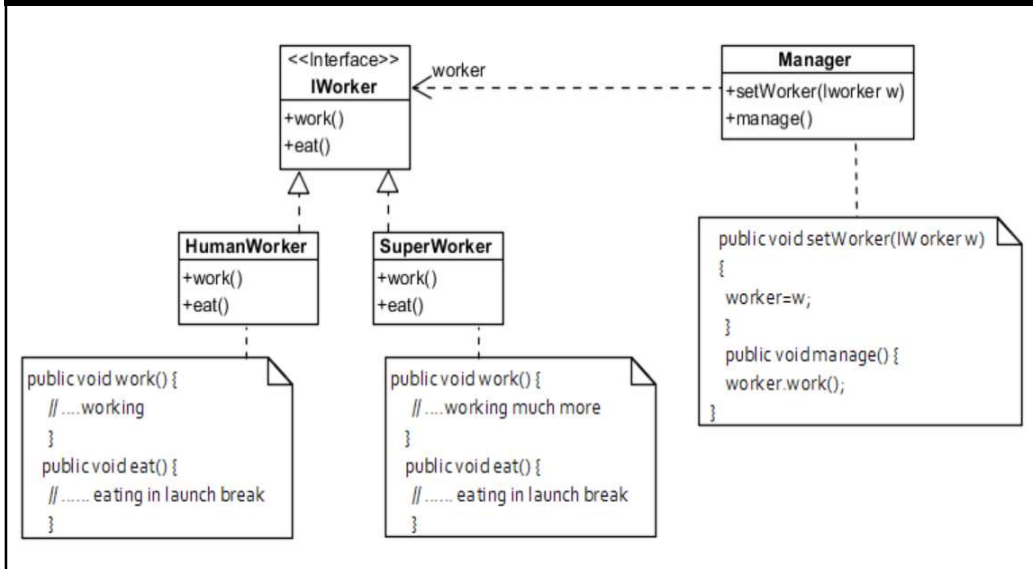 <<Interface>>
IWorker
+work()
+eat()
worker
Manager
+setWorker(Iworker w)
+manage()
HumanWorker
+work()
+eat()
SuperWorker
+work()
+eat()
public void setWorker(IWorker w)
{
worker=w;
}
public void manage() {
worker.work();
}
public void work() {
// ....working
}
public void eat() {
// ...... eating in launch break
}
public void work() {
// ....working much more
}
public void eat() {
// ...... eating in launch break
}